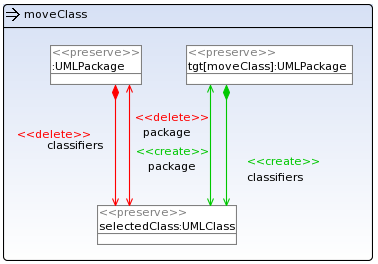 moveClass
<<preserve>>
:UMLPackage
<<preserve>>
tgt[moveClass]:UMLPackage
<<delete>>
classifiers
<<delete>>
package
<<create>>
package
<<create>>
classifiers
<<preserve>>
selectedClass:UMLClass